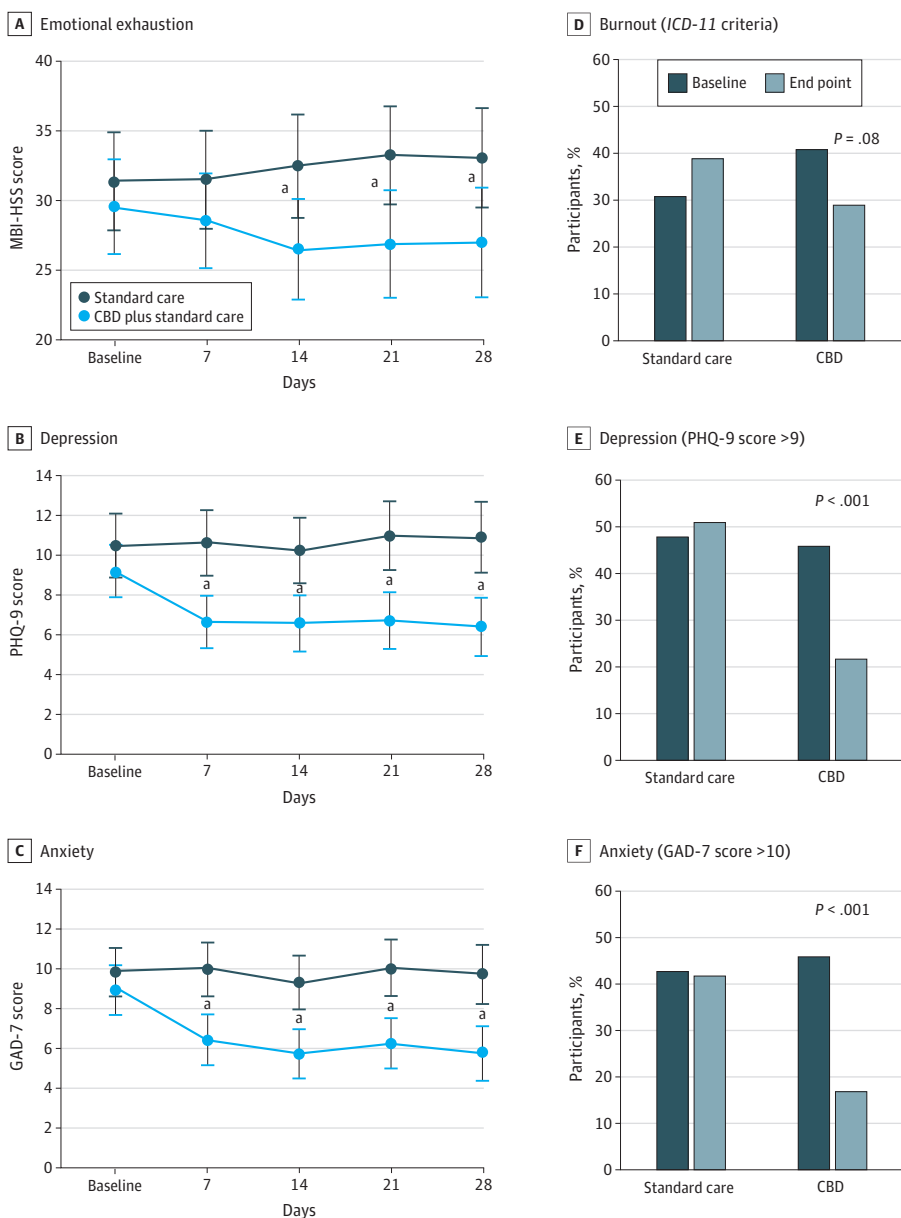 A Emotional exhaustion
40
35
30
25
20
MBI-HSS score
a
a
a
Standard care
CBD plus standard care
Baseline 7 14 21 28
Days
B Depression
14
12
10
8
6
4
2
0
PHQ-9 score
a
a
a
a
Baseline 7 14 21 28
Days
C Anxiety
14
12
10
8
6
4
2
0
GAD-7 score
a
a
a
a
Baseline 7 14 21 28
Days
D Burnout (ICD-11 criteria)
60
50
40
30
20
10
0
Participants, %
Baseline End point
P = .08
Standard care CBD
E Depression (PHQ-9 score >9)
60
50
40
30
20
10
0
Participants, %
P < .001
Standard care CBD
F Anxiety (GAD-7 score >10)
60
50
40
30
20
10
0
Participants, %
P < .001
Standard care CBD